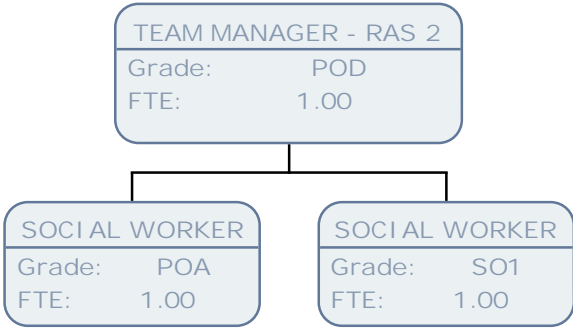 TEAM MANAGER - RAS 2
Grade: POD
FTE: 1.00
SOCIAL WORKER
Grade: POA
FTE: 1.00
SOCIAL WORKER
Grade: SO1
FTE: 1.00